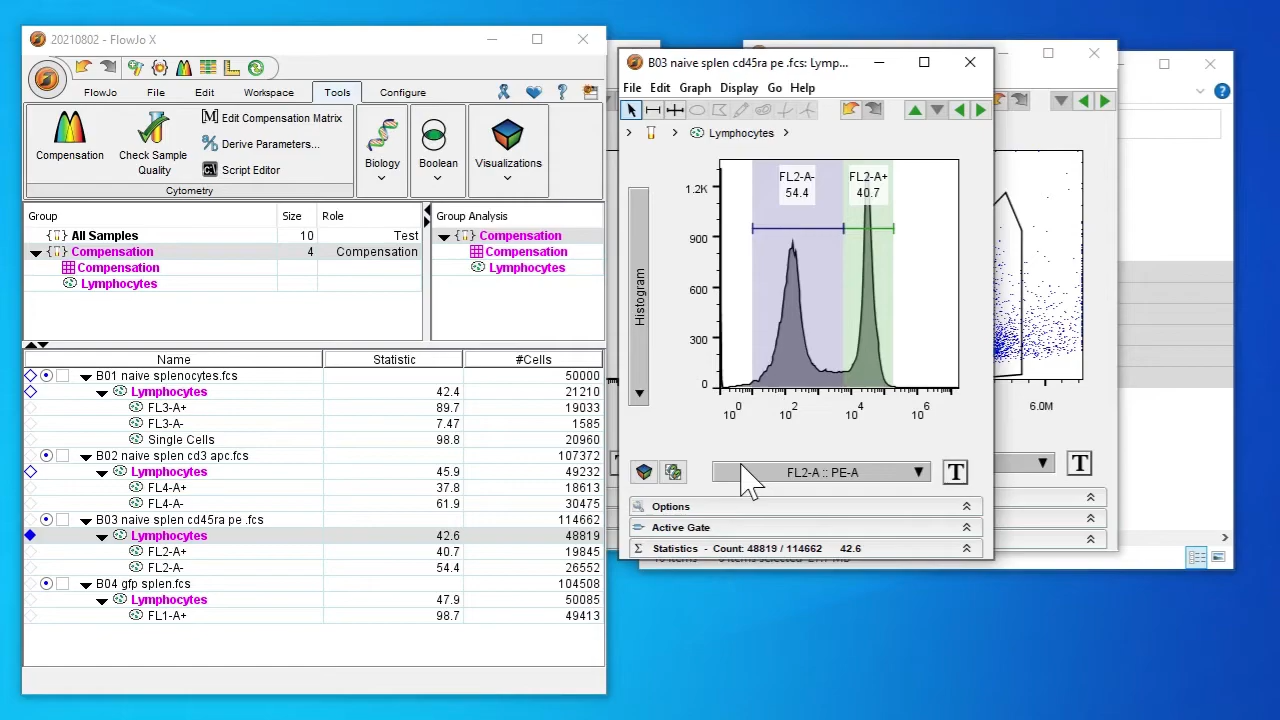 20210802 - FlowJo X
FlowJo File Edit Workspace Tools Configure
Compensation
Check Sample
Quality
Edit Compensation Matrix
Derive Parameters...
Script Editor
Cytometry
Biology
Boolean
Visualizations
Group Size Role
All Samples 10 Test
Compensation 4 Compensation
Compensation
Lymphocytes
Group Analysis
Compensation
Compensation
Lymphocytes
Name Statistic #Cells
B01 naive splenocytes.fcs 50000
Lymphocytes 42.4 21210
FL3-A+ 89.7 19033
FL3-A- 7.47 1585
Single Cells 98.8 20960
B02 naive splen cd3 apc.fcs 107372
Lymphocytes 45.9 49232
FL4-A+ 37.8 18613
FL4-A- 61.9 30475
B03 naive splen cd45ra pe .fcs 114662
Lymphocytes 42.6 48819
FL2-A+ 40.7 19845
FL2-A- 54.4 26552
B04 gfp splen.fcs 104508
Lymphocytes 47.9 50085
FL1-A+ 98.7 49413
B03 naive splen cd45ra pe .fcs: Lymp...
File Edit Graph Display Go Help
Lymphocytes
FL2-A- FL2-A+
54.4 40.7
1.2K
900
600
300
0
Histogram
10^0 10^2 10^4 10^6
FL2-A :: PE-A
T
Options
Active Gate
Statistics - Count: 48819 / 114662 42.6
6.0M
T